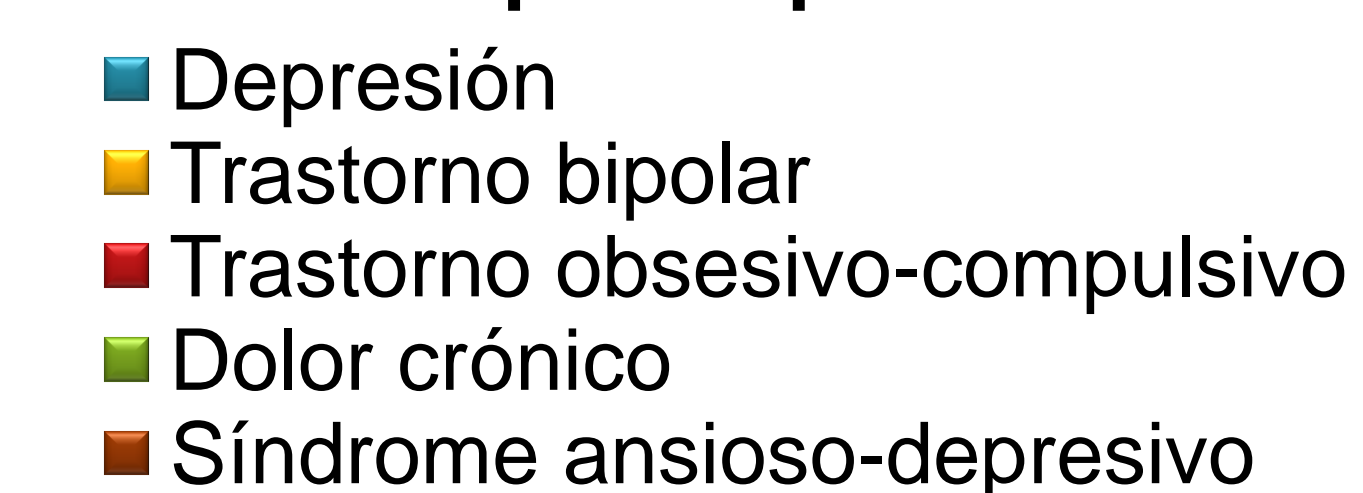 Depresión
Trastorno bipolar
Trastorno obsesivo-compulsivo
Dolor crónico
Síndrome ansioso-depresivo